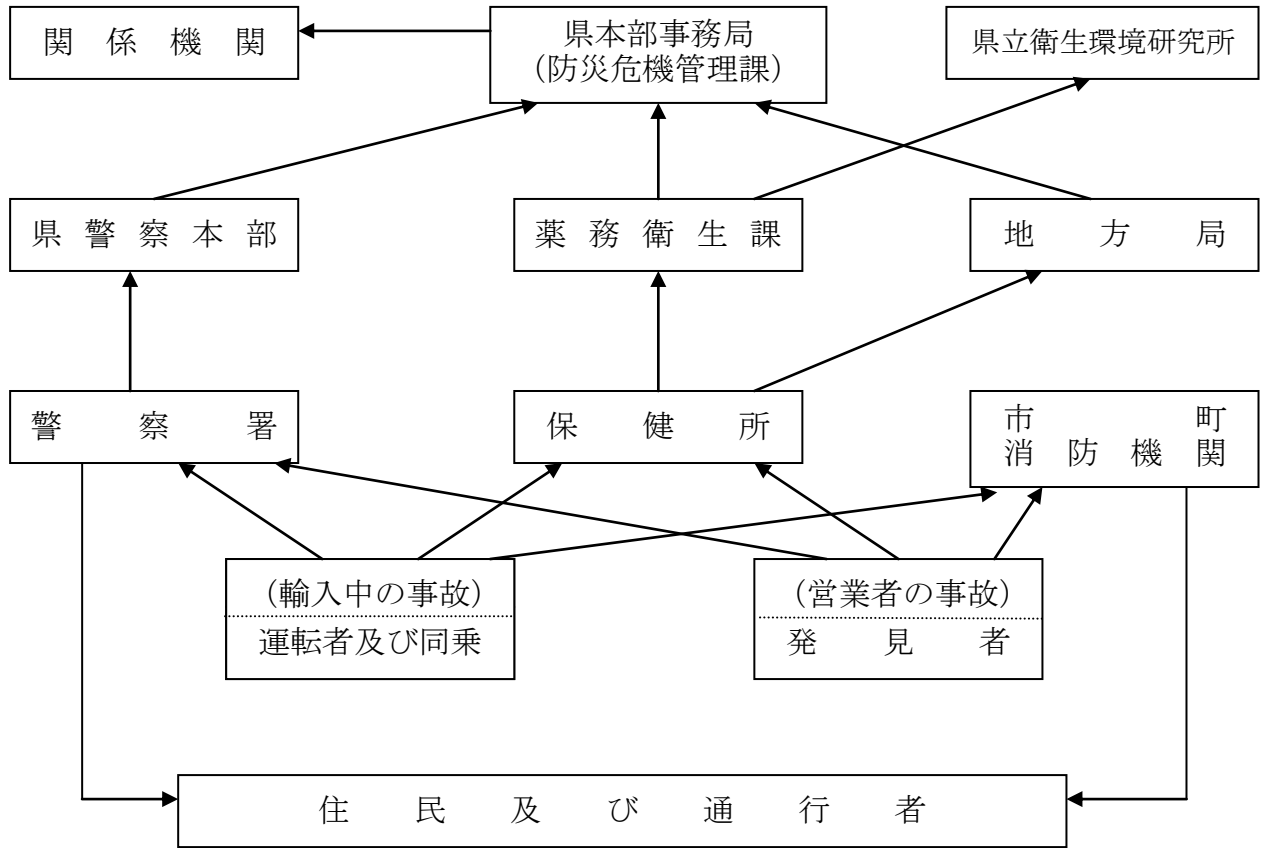 関係機関
県本部事務局
（防災危機管理課）
県立衛生環境研究所
県警察本部
薬務衛生課
地方局
警察署
保健所
市町
消防機関
（輸入中の事故）
運転者及び同乗
（営業者の事故）
発見者
住民及び通行者